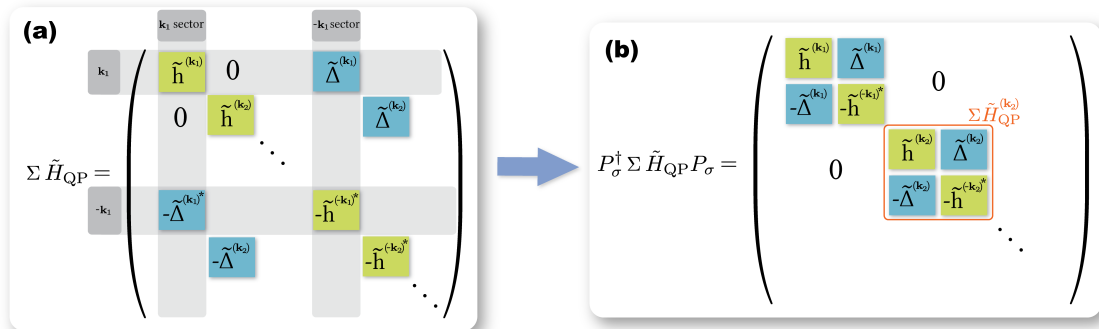 (a)
𝐤₁ sector
-𝐤₁ sector
𝐤₁
h̃^(𝐤₁)
0
Δ̃^(𝐤₁)
0
h̃^(𝐤₂)
Δ̃^(𝐤₂)
⋱
Σ H̃_QP =
-𝐤₁
-Δ̃^(𝐤₁)*
-h̃^(-𝐤₁)*
-Δ̃^(𝐤₂)
-h̃^(-𝐤₂)*
⋱
(b)
h̃^(𝐤₁)
Δ̃^(𝐤₁)
0
-Δ̃^(𝐤₁)
-h̃^(-𝐤₁)*
ΣH̃_QP^(𝐤₂)
P_σ^† Σ H̃_QP P_σ =
0
h̃^(𝐤₂)
Δ̃^(𝐤₂)
-Δ̃^(𝐤₂)
-h̃^(-𝐤₂)*
⋱